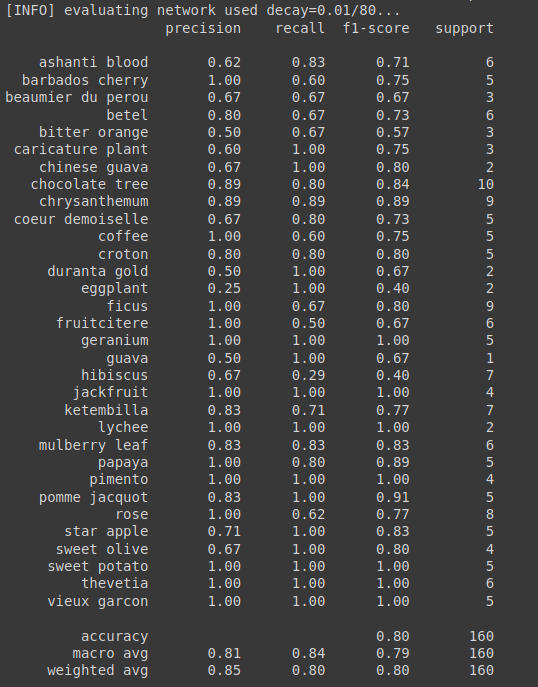 [INFO] evaluating network used decay=0.01/80...
precision recall f1-score support
ashanti blood 0.62 0.83 0.71 6
barbados cherry 1.00 0.60 0.75 5
beaumier du perou 0.67 0.67 0.67 3
betel 0.80 0.67 0.73 6
bitter orange 0.50 0.67 0.57 3
caricature plant 0.60 1.00 0.75 3
chinese guava 0.67 1.00 0.80 2
chocolate tree 0.89 0.80 0.84 10
chrysanthemum 0.89 0.89 0.89 9
coeur demoiselle 0.67 0.80 0.73 5
coffee 1.00 0.60 0.75 5
croton 0.80 0.80 0.80 5
duranta gold 0.50 1.00 0.67 2
eggplant 0.25 1.00 0.40 2
ficus 1.00 0.67 0.80 9
fruitcitere 1.00 0.50 0.67 6
geranium 1.00 1.00 1.00 5
guava 0.50 1.00 0.67 1
hibiscus 0.67 0.29 0.40 7
jackfruit 1.00 1.00 1.00 4
ketembilla 0.83 0.71 0.77 7
lychee 1.00 1.00 1.00 2
mulberry leaf 0.83 0.83 0.83 6
papaya 1.00 0.80 0.89 5
pimento 1.00 1.00 1.00 4
pomme jacquot 0.83 1.00 0.91 5
rose 1.00 0.62 0.77 8
star apple 0.71 1.00 0.83 5
sweet olive 0.67 1.00 0.80 4
sweet potato 1.00 1.00 1.00 5
thevetia 1.00 1.00 1.00 6
vieux garcon 1.00 1.00 1.00 5
accuracy 0.80 160
macro avg 0.81 0.84 0.79 160
weighted avg 0.85 0.80 0.80 160